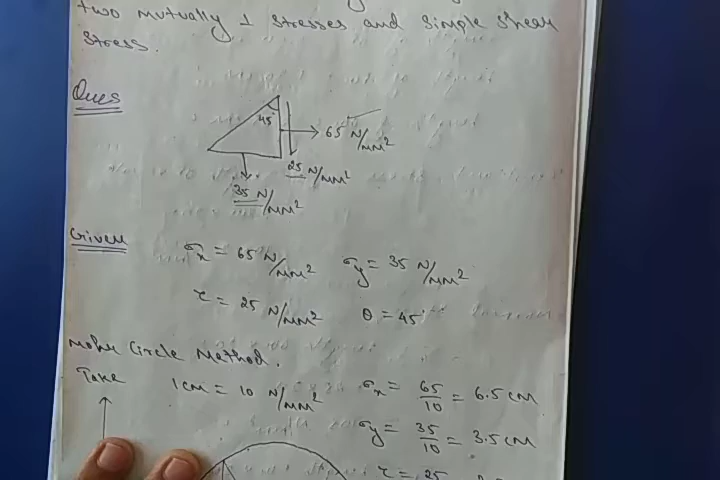 two mutually ⊥ stresses and simple shear
stress.
Ques
45°
65 N/mm²
25 N/mm²
35 N/mm²
Given
σx = 65 N/mm² σy = 35 N/mm²
τ = 25 N/mm² θ = 45°
Mohr Circle Method.
Take 1cm = 10 N/mm² σx = 65/10 = 6.5 cm
σy = 35/10 = 3.5 cm
τ = 25